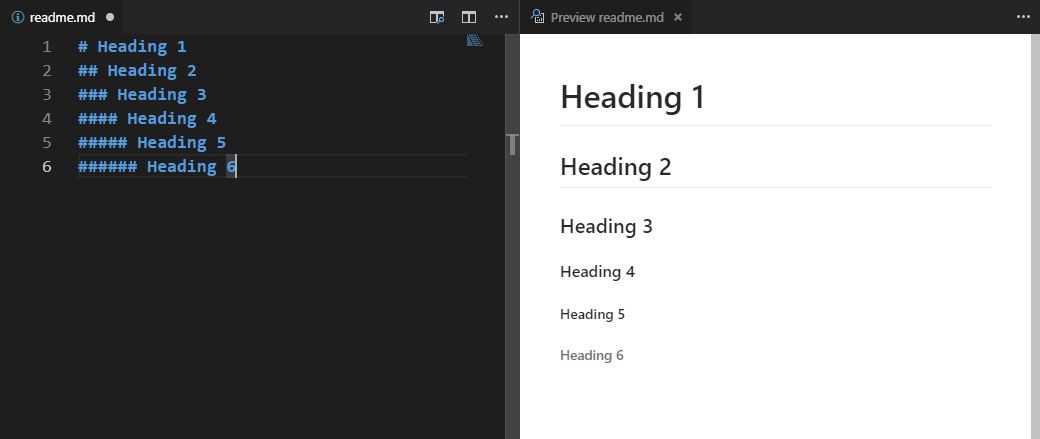 readme.md
1 # Heading 1
2 ## Heading 2
3 ### Heading 3
4 #### Heading 4
5 ##### Heading 5
6 ###### Heading 6
Preview readme.md
Heading 1
Heading 2
Heading 3
Heading 4
Heading 5
Heading 6